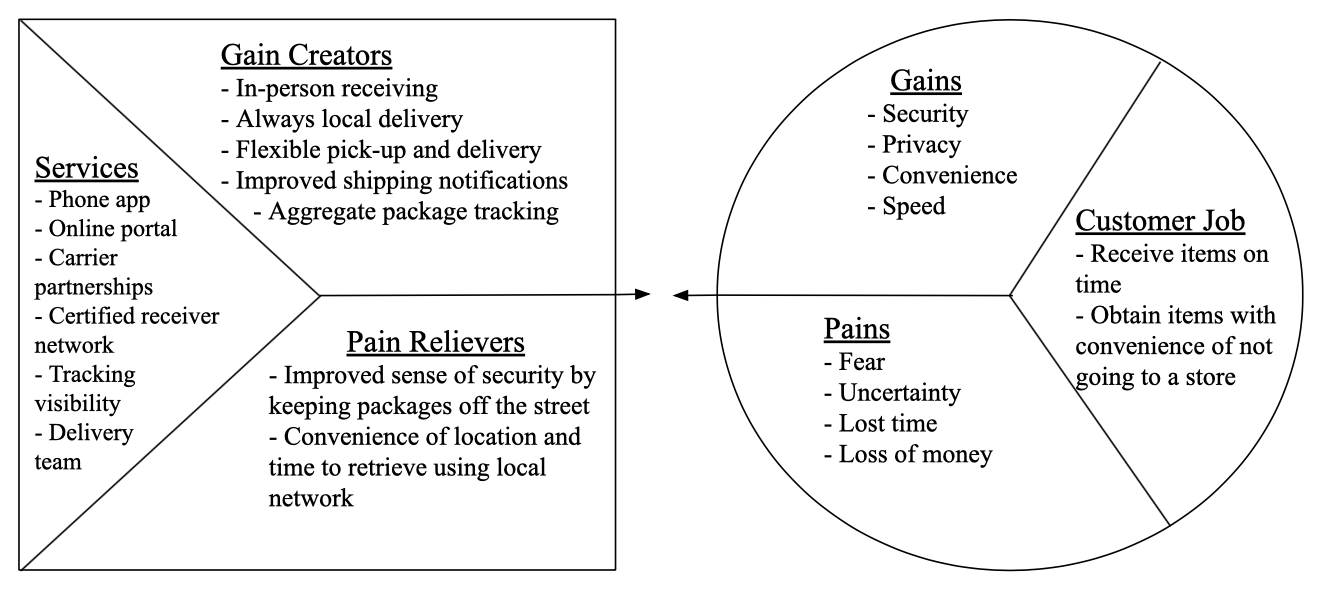 Gain Creators
- In-person receiving
- Always local delivery
- Flexible pick-up and delivery
- Improved shipping notifications
- Aggregate package tracking
Services
- Phone app
- Online portal
- Carrier
partnerships
- Certified receiver
network
- Tracking
visibility
- Delivery
team
Pain Relievers
- Improved sense of security by
keeping packages off the street
- Convenience of location and
time to retrieve using local
network
Gains
- Security
- Privacy
- Convenience
- Speed
Customer Job
- Receive items on
time
- Obtain items with
convenience of not
going to a store
Pains
- Fear
- Uncertainty
- Lost time
- Loss of money